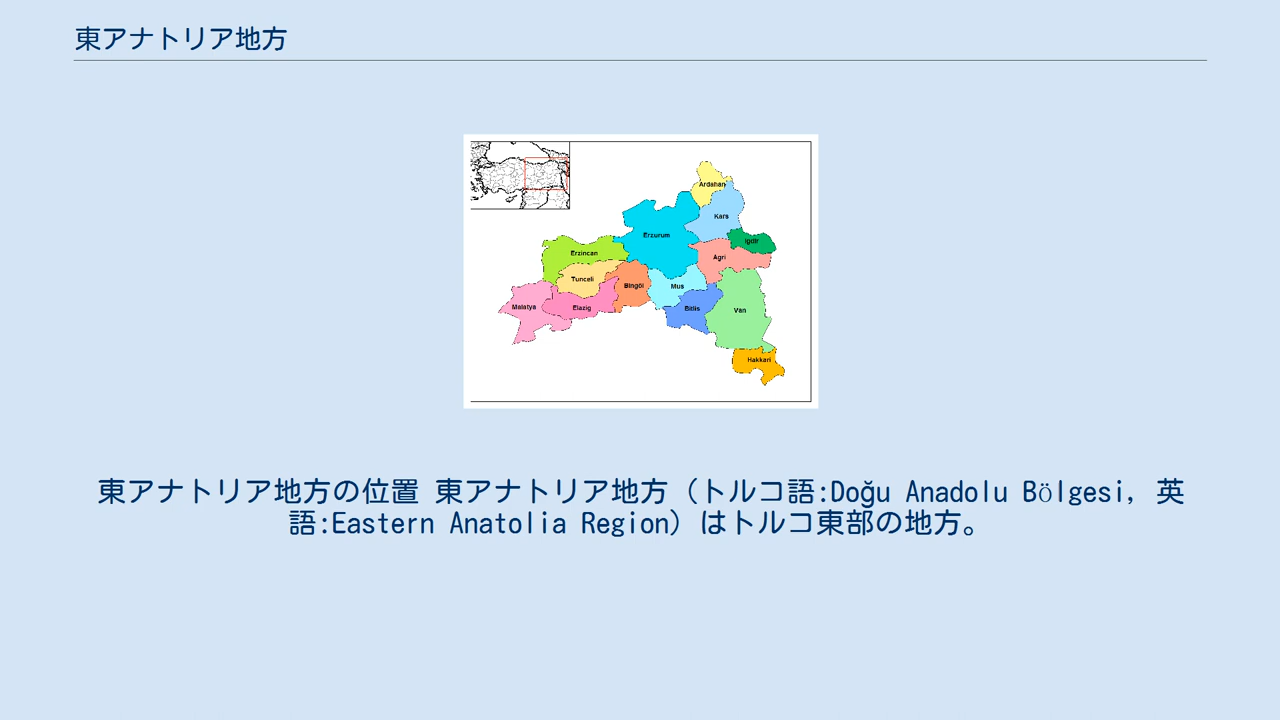 東アナトリア地方
Ardahan
Kars
Erzurum
Igdir
Erzincan
Agri
Tunceli
Bingöl
Mus
Malatya
Elazig
Bitlis
Van
Hakkari
東アナトリア地方の位置 東アナトリア地方（トルコ語:Doğu Anadolu Bölgesi, 英
語:Eastern Anatolia Region）はトルコ東部の地方。